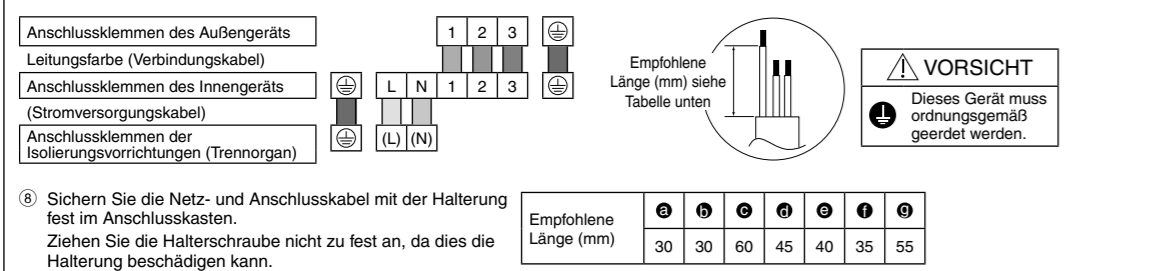 Anschlussklemmen des Außengeräts 1 2 3
Leitungsfarbe (Verbindungskabel)
Anschlussklemmen des Innengeräts L N 1 2 3
(Stromversorgungskabel)
Anschlussklemmen der
Isolierungsvorrichtungen (Trennorgan) (L) (N)
Empfohlene
Länge (mm) siehe
Tabelle unten
VORSICHT
Dieses Gerät muss
ordnungsgemäß
geerdet werden.
⑧ Sichern Sie die Netz- und Anschlusskabel mit der Halterung
fest im Anschlusskasten.
Ziehen Sie die Halterschraube nicht zu fest an, da dies die
Halterung beschädigen kann.
Empfohlene
Länge (mm)
a b c d e f g
30 30 60 45 40 35 55